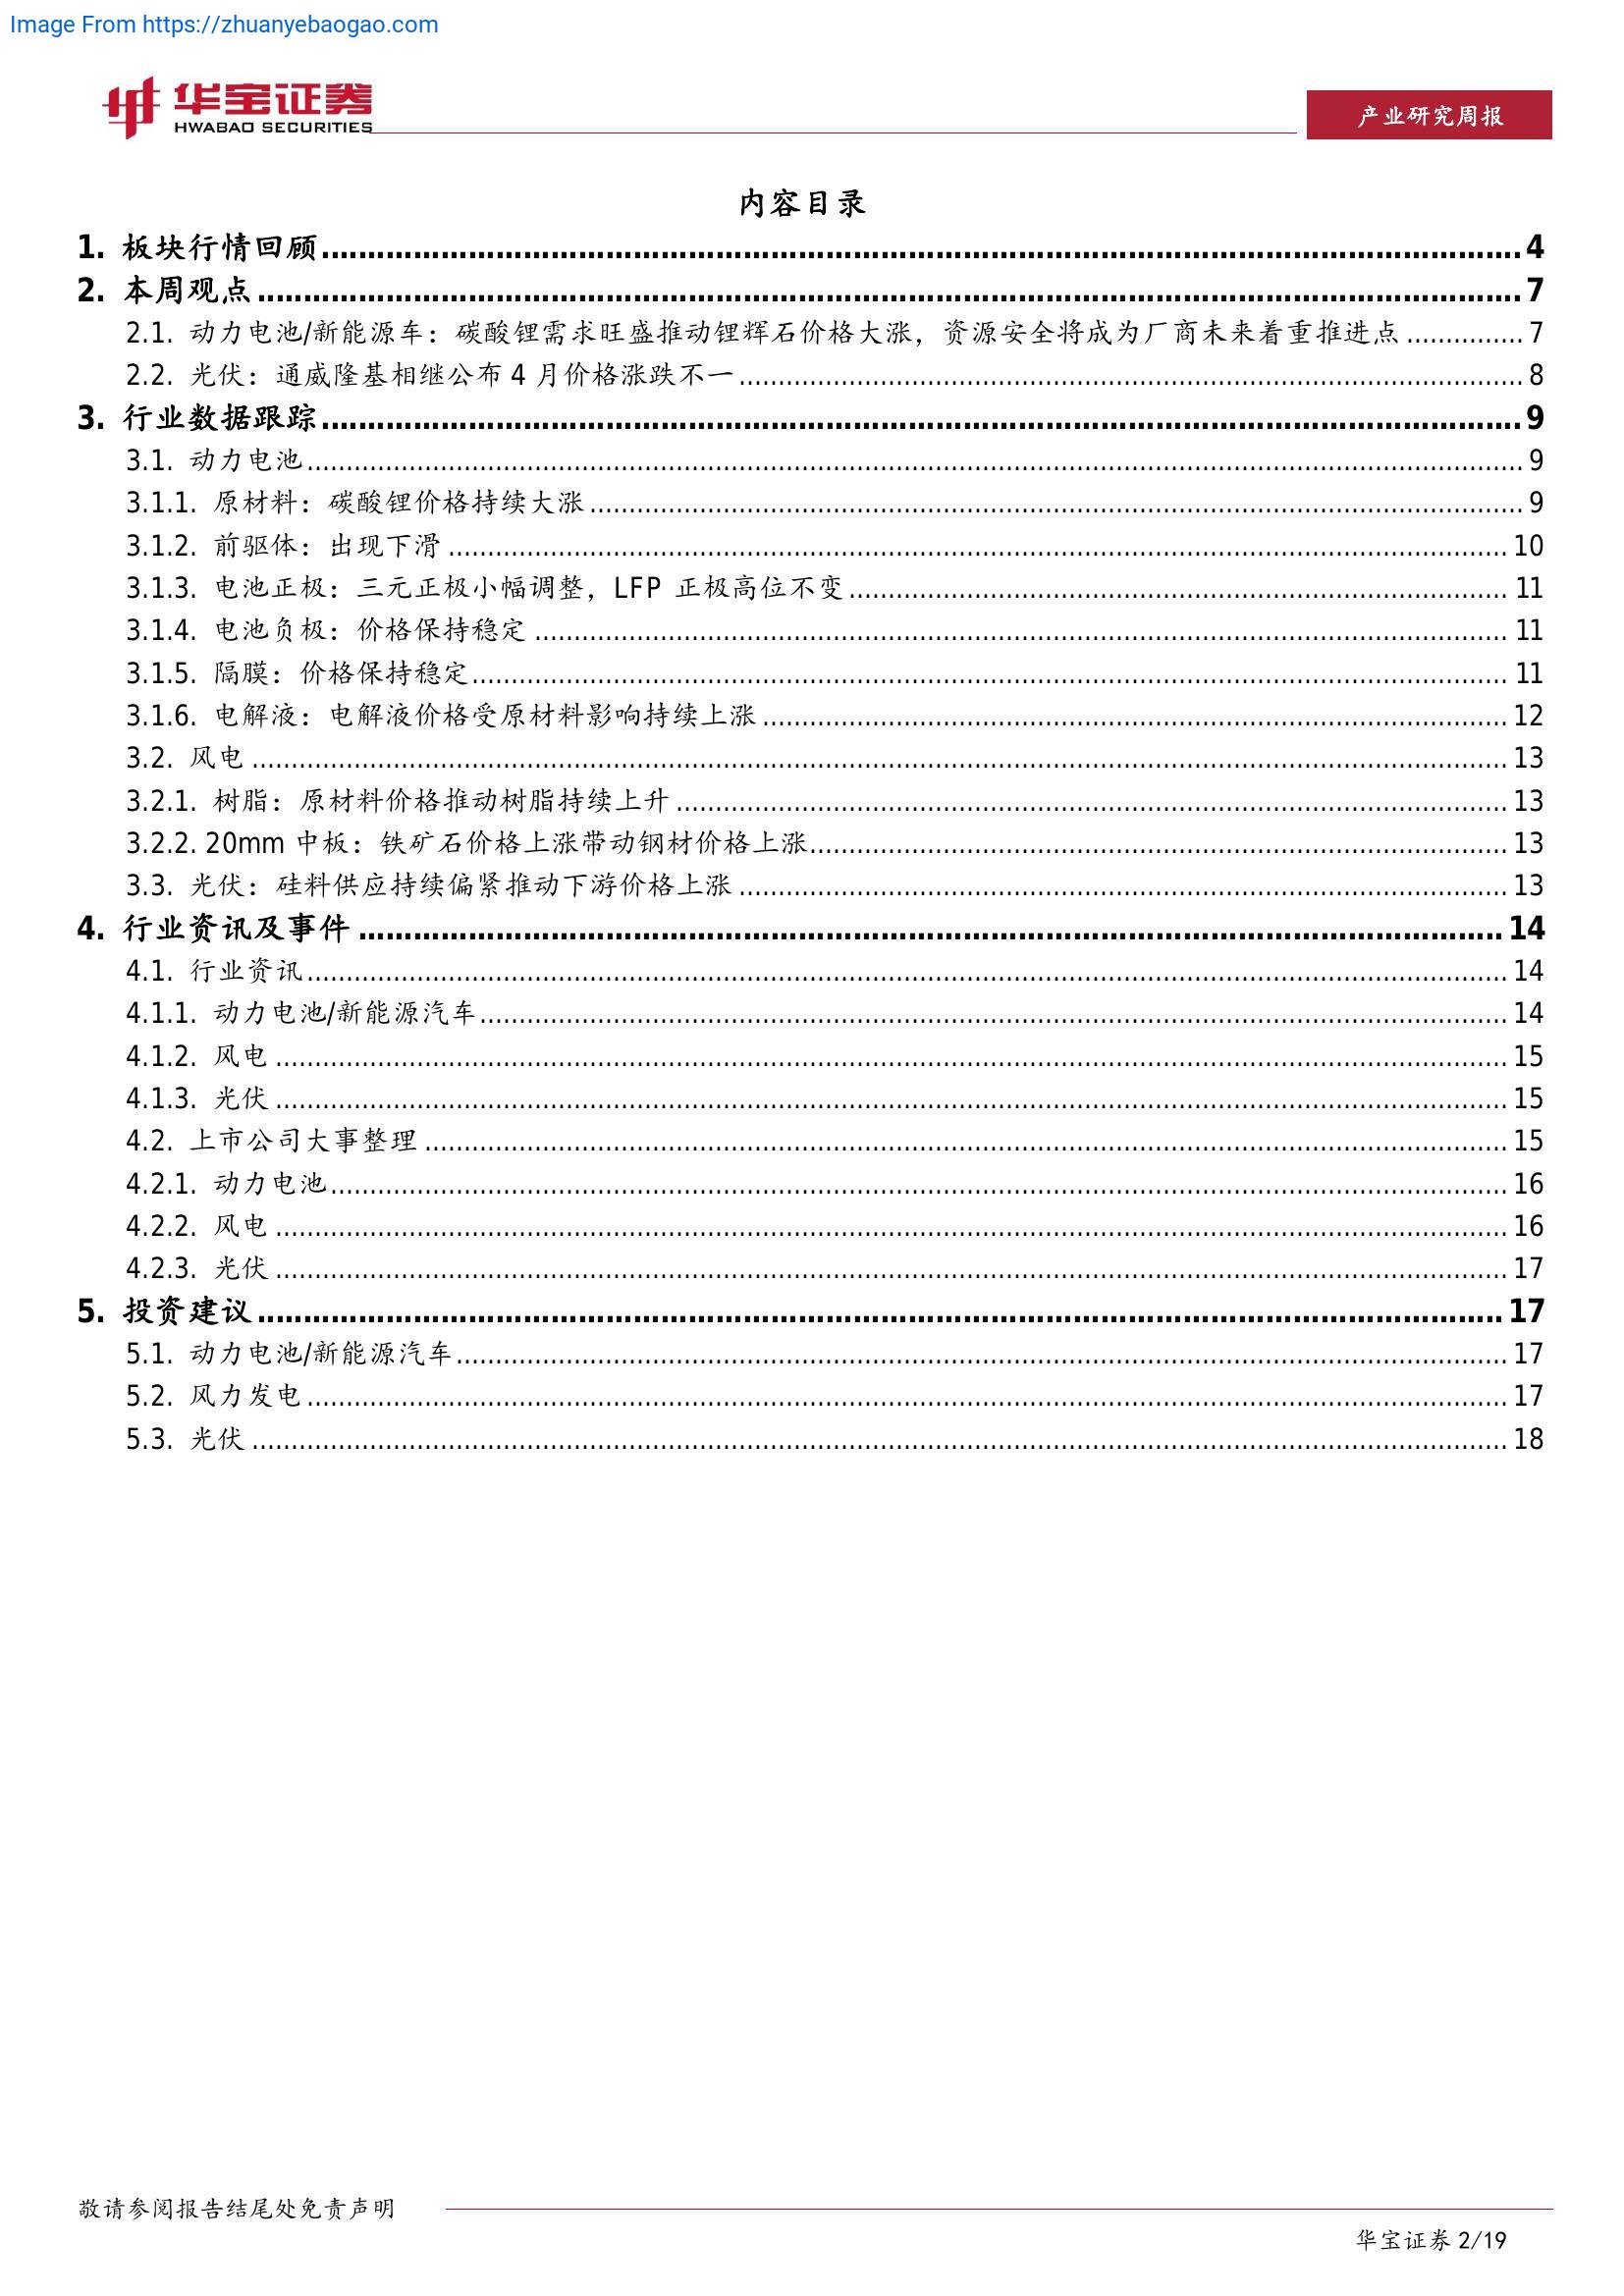 Image From https://zhuanyebaogao.com
华宝证券
HWABAO SECURITIES
产业研究周报
内容目录
1. 板块行情回顾 4
2. 本周观点 7
2.1. 动力电池/新能源车：碳酸锂需求旺盛推动锂辉石价格大涨，资源安全将成为厂商未来着重推进点 7
2.2. 光伏：通威隆基相继公布 4 月价格涨跌不一 8
3. 行业数据跟踪 9
3.1. 动力电池 9
3.1.1. 原材料：碳酸锂价格持续大涨 9
3.1.2. 前驱体：出现下滑 10
3.1.3. 电池正极：三元正极小幅调整，LFP 正极高位不变 11
3.1.4. 电池负极：价格保持稳定 11
3.1.5. 隔膜：价格保持稳定 11
3.1.6. 电解液：电解液价格受原材料影响持续上涨 12
3.2. 风电 13
3.2.1. 树脂：原材料价格推动树脂持续上升 13
3.2.2. 20mm 中板：铁矿石价格上涨带动钢材价格上涨 13
3.3. 光伏：硅料供应持续偏紧推动下游价格上涨 13
4. 行业资讯及事件 14
4.1. 行业资讯 14
4.1.1. 动力电池/新能源汽车 14
4.1.2. 风电 15
4.1.3. 光伏 15
4.2. 上市公司大事整理 15
4.2.1. 动力电池 16
4.2.2. 风电 16
4.2.3. 光伏 17
5. 投资建议 17
5.1. 动力电池/新能源汽车 17
5.2. 风力发电 17
5.3. 光伏 18
敬请参阅报告结尾处免责声明
华宝证券 2/19